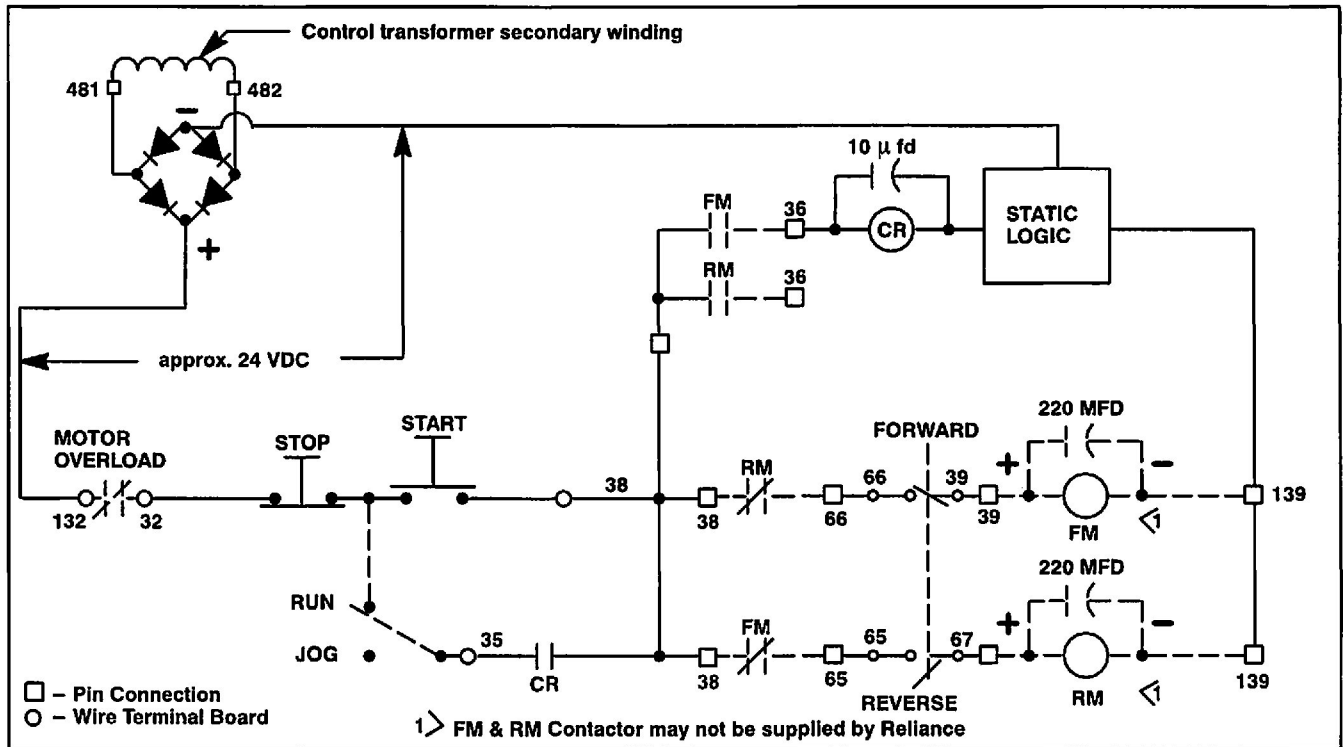 Control transformer secondary winding
481
482
−
+
10 μ fd
FM
36
CR
STATIC
LOGIC
RM
36
approx. 24 VDC
MOTOR
OVERLOAD
STOP
START
FORWARD
220 MFD
+
−
132
32
38
RM
38
66
66
39
39
FM
1
139
220 MFD
+
−
RUN
JOG
35
CR
FM
38
65
65
67
REVERSE
RM
1
139
□ – Pin Connection
○ – Wire Terminal Board
1> FM & RM Contactor may not be supplied by Reliance